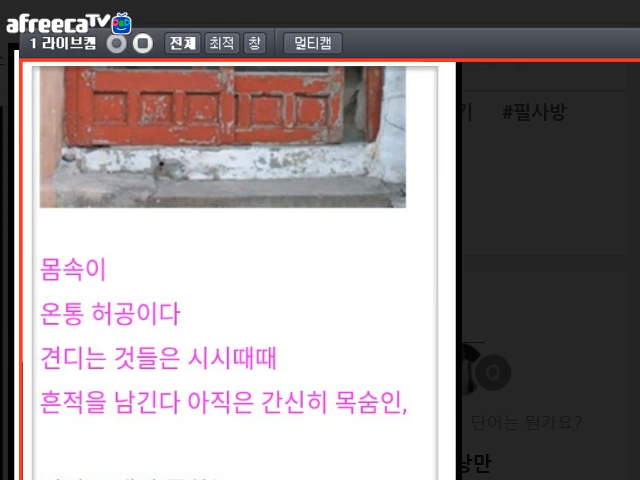 afreecaTV
1 라이브캠 전체 최적 창 멀티캠
#필사방
몸속이
온통 허공이다
견디는 것들은 시시때때
흔적을 남긴다 아직은 간신히 목숨인,
단어는 뭔가요?
낭만